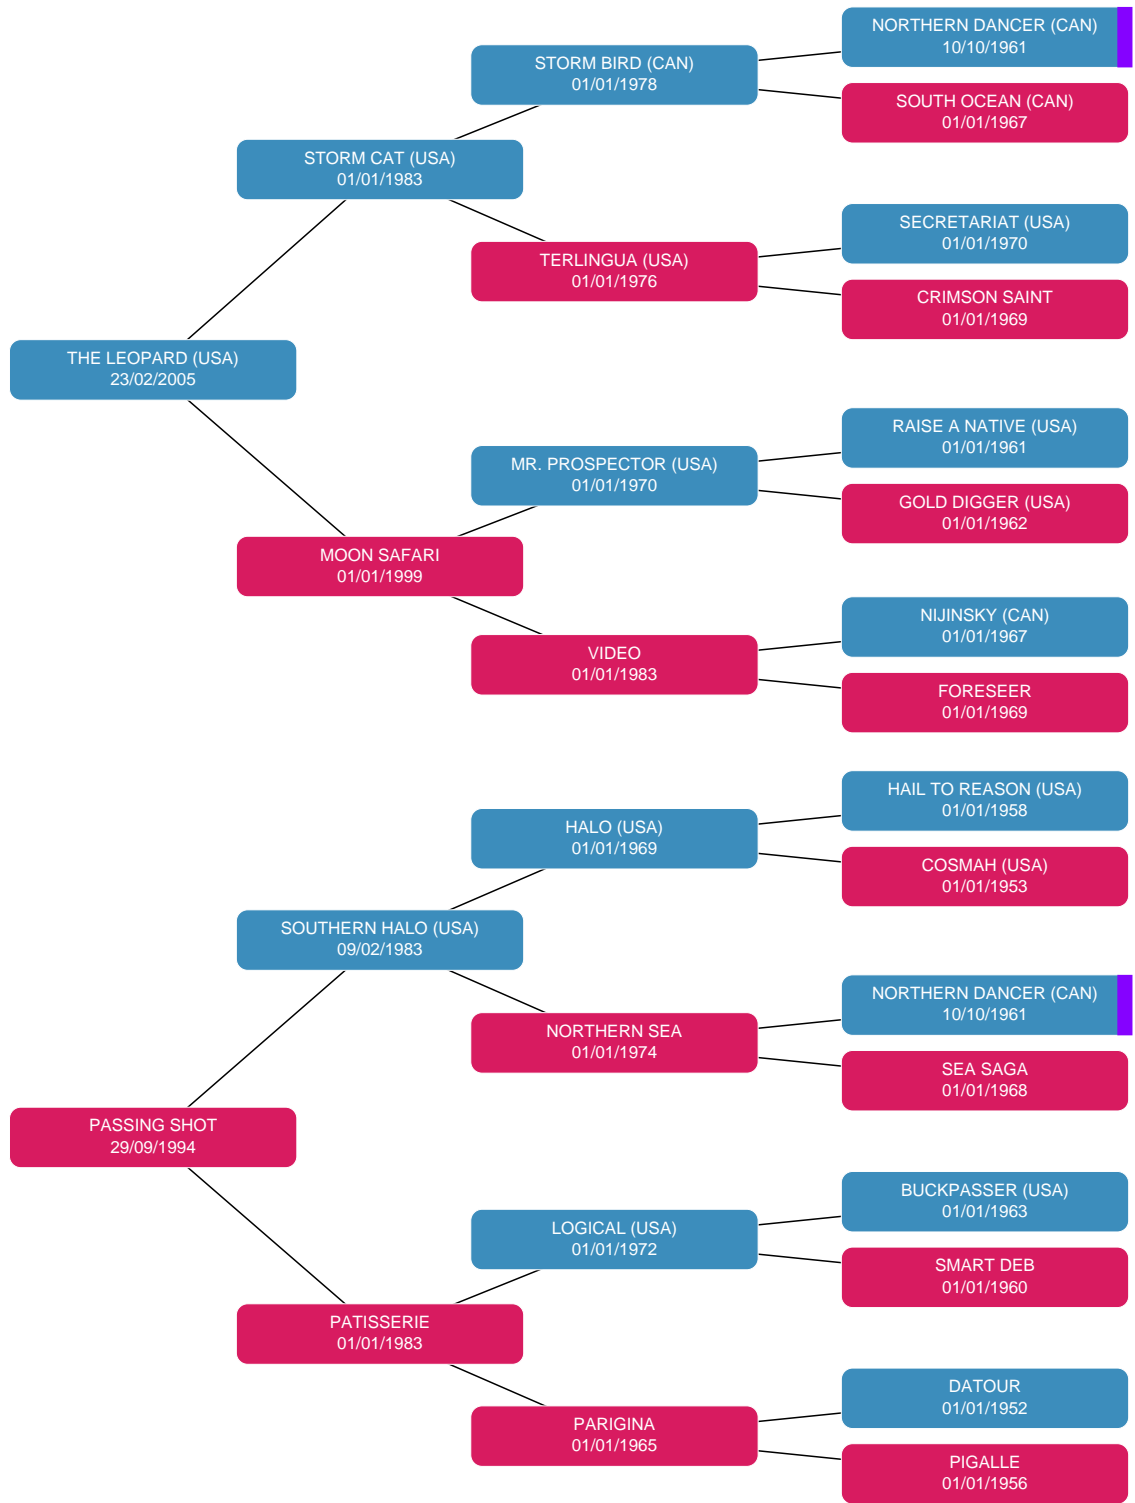 NORTHERN DANCER (CAN)
10/10/1961
STORM BIRD (CAN)
01/01/1978
SOUTH OCEAN (CAN)
01/01/1967
STORM CAT (USA)
01/01/1983
SECRETARIAT (USA)
01/01/1970
TERLINGUA (USA)
01/01/1976
CRIMSON SAINT
01/01/1969
THE LEOPARD (USA)
23/02/2005
RAISE A NATIVE (USA)
01/01/1961
MR. PROSPECTOR (USA)
01/01/1970
GOLD DIGGER (USA)
01/01/1962
MOON SAFARI
01/01/1999
NIJINSKY (CAN)
01/01/1967
VIDEO
01/01/1983
FORESEER
01/01/1969
HAIL TO REASON (USA)
01/01/1958
HALO (USA)
01/01/1969
COSMAH (USA)
01/01/1953
SOUTHERN HALO (USA)
09/02/1983
NORTHERN DANCER (CAN)
10/10/1961
NORTHERN SEA
01/01/1974
SEA SAGA
01/01/1968
PASSING SHOT
29/09/1994
BUCKPASSER (USA)
01/01/1963
LOGICAL (USA)
01/01/1972
SMART DEB
01/01/1960
PATISSERIE
01/01/1983
DATOUR
01/01/1952
PARIGINA
01/01/1965
PIGALLE
01/01/1956